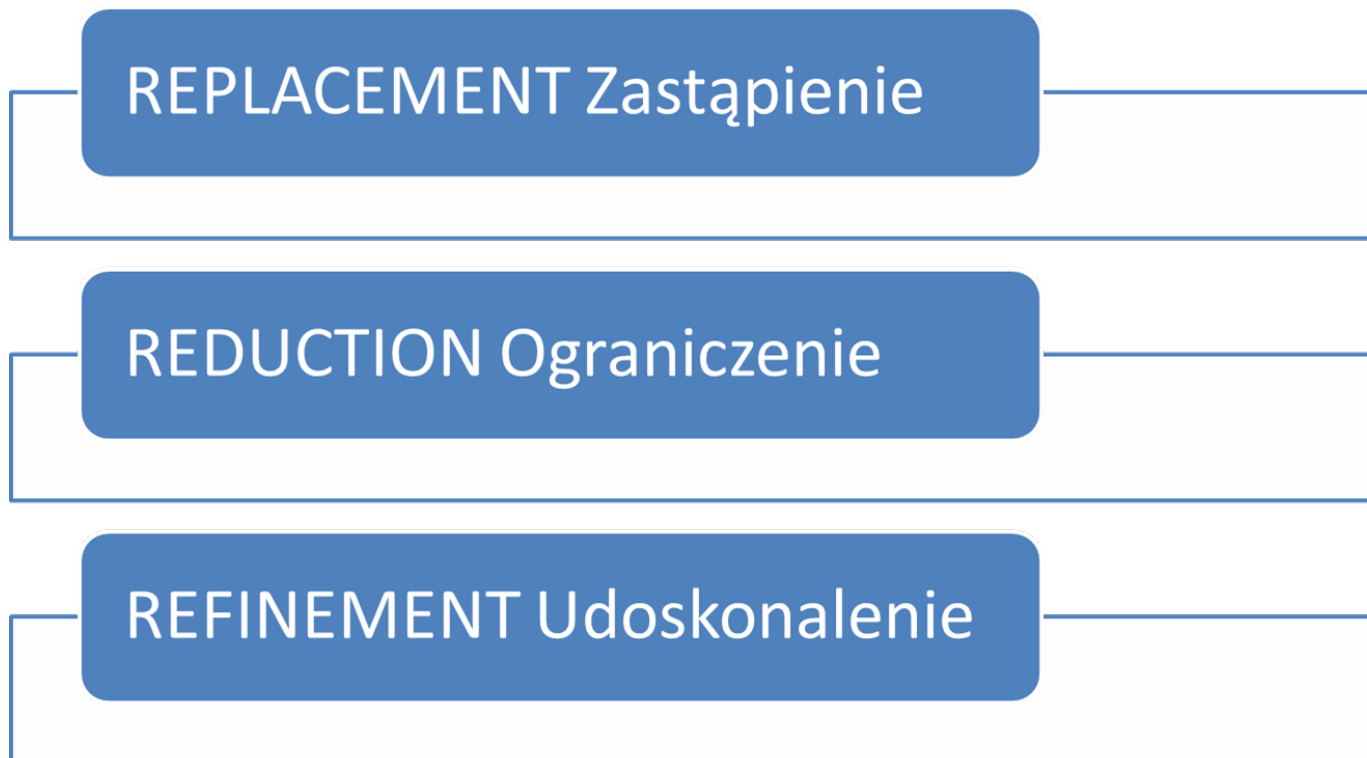 REPLACEMENT Zastąpienie
REDUCTION Ograniczenie
REFINEMENT Udoskonalenie